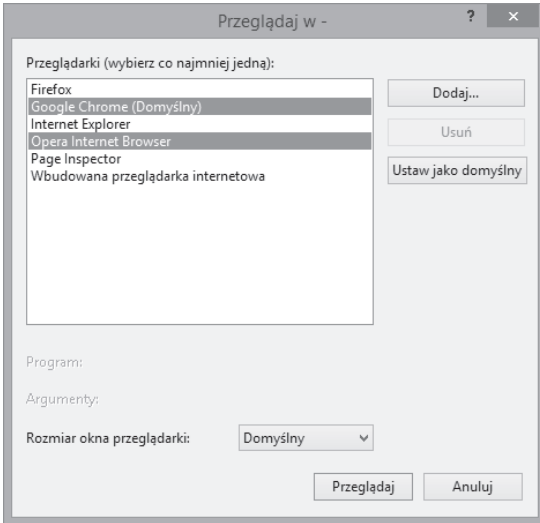 Przeglądaj w -
? ×
Przeglądarki (wybierz co najmniej jedną):
Firefox
Google Chrome (Domyślny)
Internet Explorer
Opera Internet Browser
Page Inspector
Wbudowana przeglądarka internetowa
Dodaj...
Usuń
Ustaw jako domyślny
Program:
Argumenty:
Rozmiar okna przeglądarki:
Domyślny
Przeglądaj
Anuluj